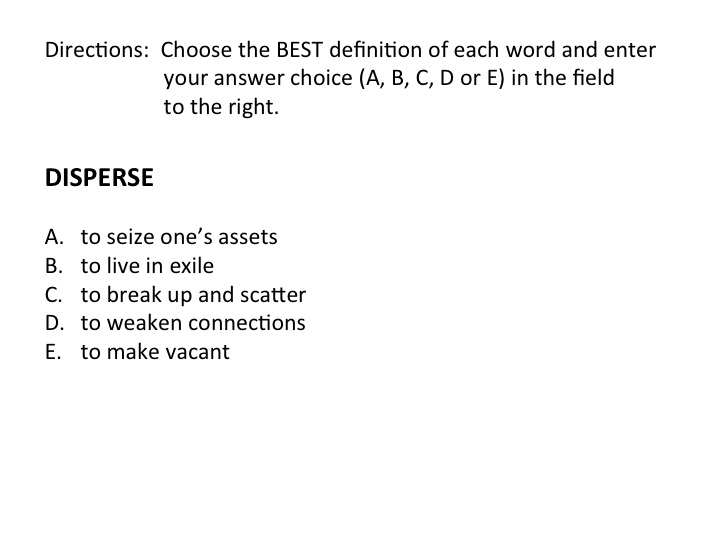 Directions:  Choose the BEST definition of each word and enter
your answer choice (A, B, C, D or E) in the field
to the right.
DISPERSE
A. to seize one’s assets
B. to live in exile
C. to break up and scatter
D. to weaken connections
E. to make vacant